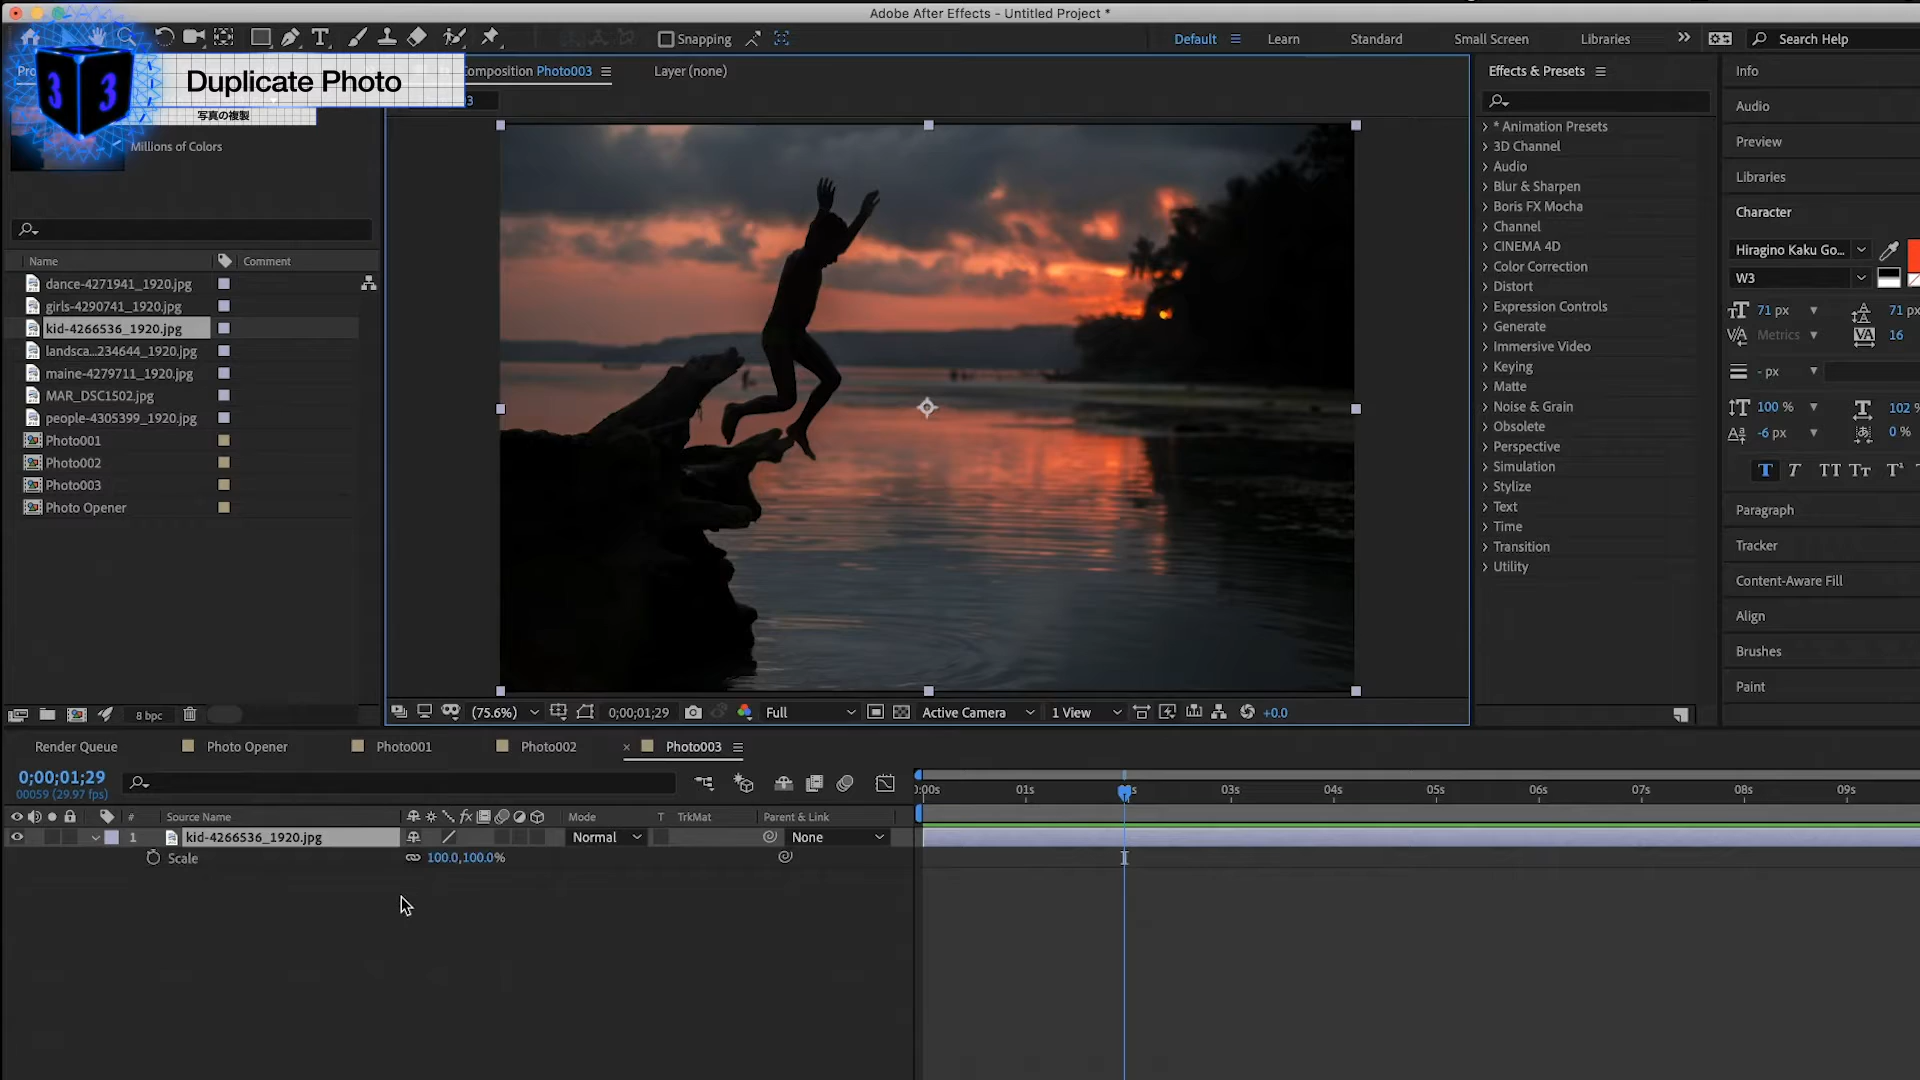 Adobe After Effects - Untitled Project *
Snapping
Default
Learn
Standard
Small Screen
Libraries
Search Help
3 3
Duplicate Photo
写真の複製
Composition Photo003
Layer (none)
Millions of Colors
Name
Comment
dance-4271941_1920.jpg
girls-4290741_1920.jpg
kid-4266536_1920.jpg
landsca...234644_1920.jpg
maine-4279711_1920.jpg
MAR_DSC1502.jpg
people-4305399_1920.jpg
Photo001
Photo002
Photo003
Photo Opener
8 bpc
(75.6%)
0;00;01;29
Full
Active Camera
1 View
+0.0
Effects & Presets
* Animation Presets
3D Channel
Audio
Blur & Sharpen
Boris FX Mocha
Channel
CINEMA 4D
Color Correction
Distort
Expression Controls
Generate
Immersive Video
Keying
Matte
Noise & Grain
Obsolete
Perspective
Simulation
Stylize
Text
Time
Transition
Utility
Info
Audio
Preview
Libraries
Character
Hiragino Kaku Go...
W3
71 px
71 px
Metrics
16
- px
100 %
102
-6 px
0 %
T T TT Tт T¹
Paragraph
Tracker
Content-Aware Fill
Align
Brushes
Paint
Render Queue
Photo Opener
Photo001
Photo002
Photo003
0;00;01;29
00059 (29.97 fps)
# Source Name
Mode
T TrkMat
Parent & Link
1 kid-4266536_1920.jpg
Normal
None
Scale
100.0,100.0%
01s
03s
04s
05s
06s
07s
08s
09s